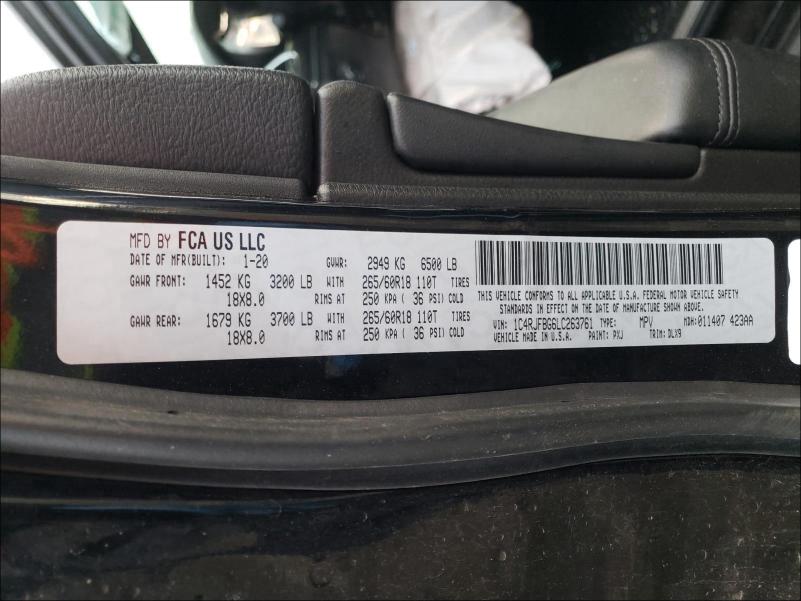 MFD BY FCA US LLC
DATE OF MFR(BUILT): 1-20 GVWR: 2949 KG 6500 LB
GAWR FRONT: 1452 KG 3200 LB WITH 265/60R18 110T TIRES
18X8.0 RIMS AT 250 KPA ( 36 PSI) COLD
GAWR REAR: 1679 KG 3700 LB WITH 265/60R18 110T TIRES
18X8.0 RIMS AT 250 KPA ( 36 PSI) COLD
THIS VEHICLE CONFORMS TO ALL APPLICABLE U.S.A. FEDERAL MOTOR VEHICLE SAFETY
STANDARDS IN EFFECT ON THE DATE OF MANUFACTURE SHOWN ABOVE.
VIN: 1C4RJFBG6LC263761 TYPE: MPV MDH: 011407 423AA
VEHICLE MADE IN U.S.A. PAINT: PXJ TRIM: DLX9